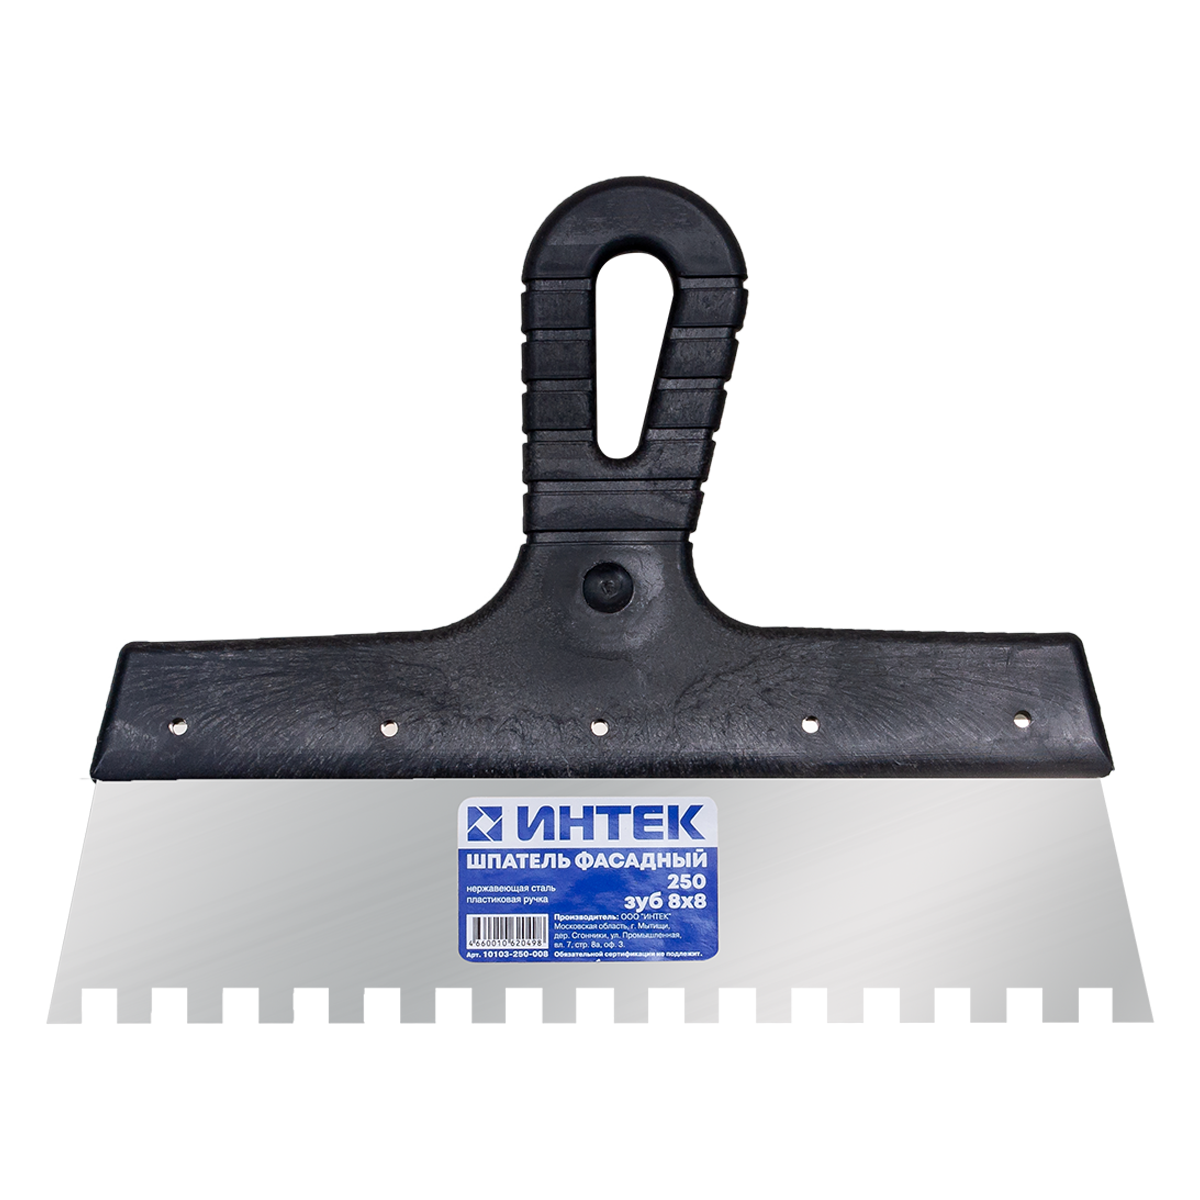 ИНТЕК
ШПАТЕЛЬ ФАСАДНЫЙ
250
нержавеющая сталь
пластиковая ручка
зуб 8х8
4660010620498
Арт. 10103-250-008
Производитель: ООО "ИНТЕК"
Московская область, г. Мытищи,
дер. Сгонники, ул. Промышленная,
вл. 7, стр. 8а, оф. 3.
Обязательной сертификации не подлежит.